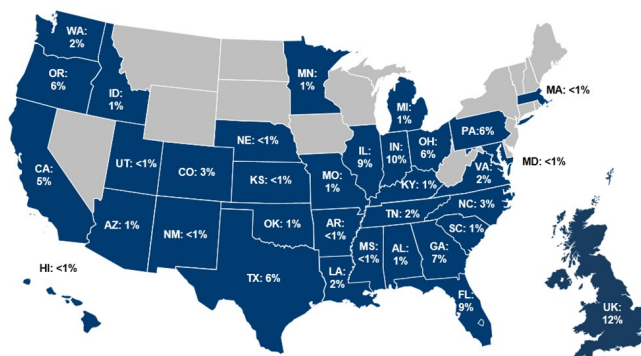 WA:
2%
OR:
6%
ID:
1%
MN:
1%
MI:
1%
MA: <1%
PA:6%
NE: <1%
IL:
9%
IN:
10%
OH:
6%
MD: <1%
VA:
2%
CA:
5%
UT: <1%
CO: 3%
KS: <1%
MO:
1%
KY: 1%
NC: 3%
TN: 2%
SC: 1%
AZ: 1%
NM: <1%
OK: 1%
AR:
<1%
MS:
<1%
AL:
1%
GA:
7%
HI: <1%
TX: 6%
LA:
2%
FL:
9%
UK:
12%